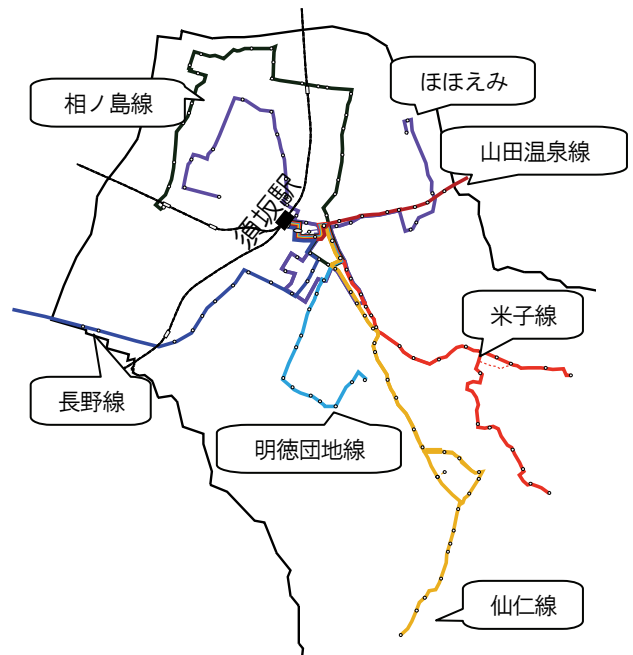 ほほえみ
相ノ島線
山田温泉線
須坂駅
米子線
長野線
明徳団地線
仙仁線